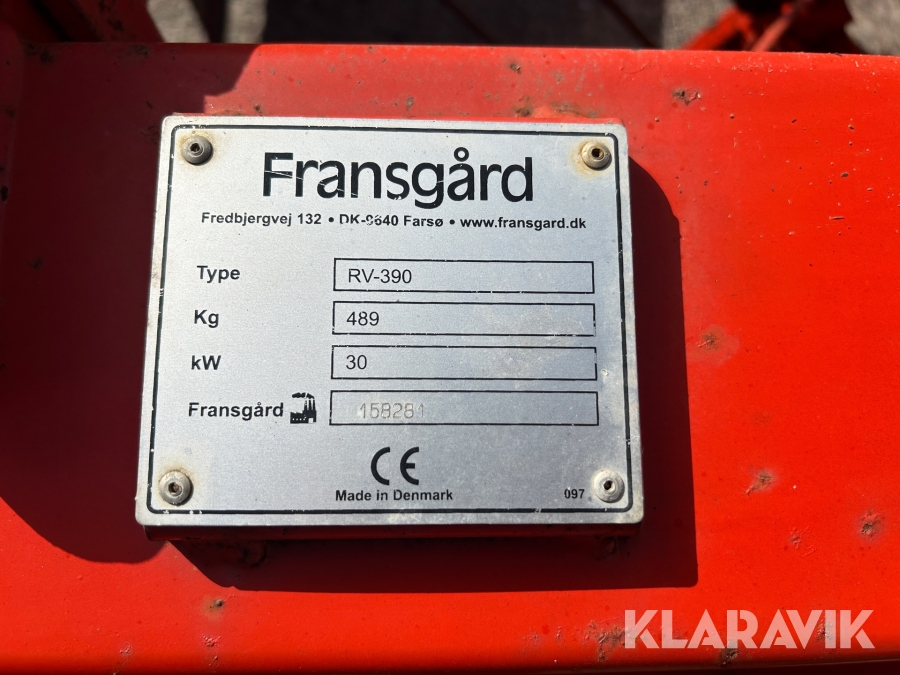 Fransgård
Fredbjergvej 132 • DK-9640 Farsø • www.fransgard.dk
Type RV-390
Kg 489
kW 30
Fransgård 158281
CE
Made in Denmark 097
KLARAVIK